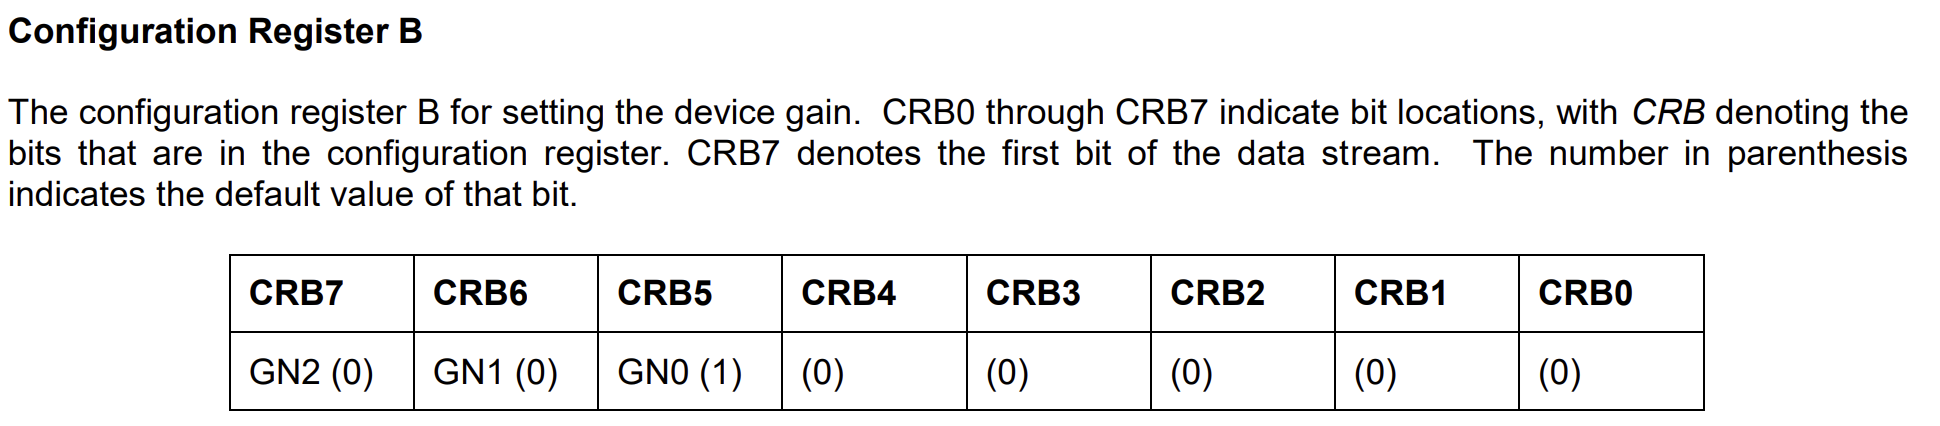 Configuration Register B
The configuration register B for setting the device gain.  CRB0 through CRB7 indicate bit locations, with CRB denoting the
bits that are in the configuration register. CRB7 denotes the first bit of the data stream.  The number in parenthesis
indicates the default value of that bit.
CRB7 CRB6 CRB5 CRB4 CRB3 CRB2 CRB1 CRB0
GN2 (0) GN1 (0) GN0 (1) (0) (0) (0) (0) (0)